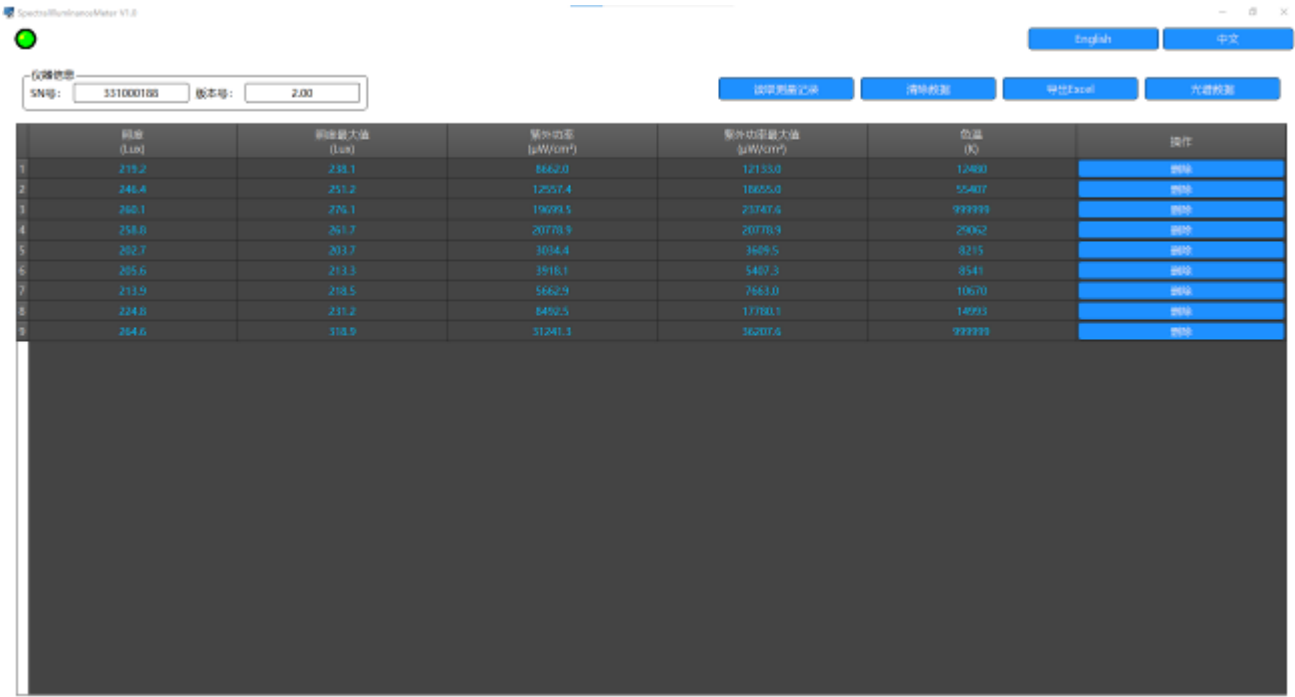 SpectralIlluminanceMeter V1.0
English 中文
仪器信息
SN号: 331000188 版本号: 2.00
读取测量记录 清除数据 导出Excel 光谱数据
照度 照度最大值 紫外功率 紫外功率最大值 色温 操作
(Lux) (Lux) (μW/cm²) (μW/cm²) (K)
1 219.2 238.1 8662.0 12133.0 12480 删除
2 246.4 251.2 12557.4 18655.0 55407 删除
3 260.1 276.1 19699.5 23747.6 999999 删除
4 258.8 261.7 20778.9 20778.9 29062 删除
5 202.7 203.7 3034.4 3609.5 8215 删除
6 205.6 213.3 3918.1 5407.3 8541 删除
7 213.9 218.5 5662.9 7663.0 10670 删除
8 224.8 231.2 8492.5 17780.1 14993 删除
9 264.6 318.9 31241.3 36207.6 999999 删除